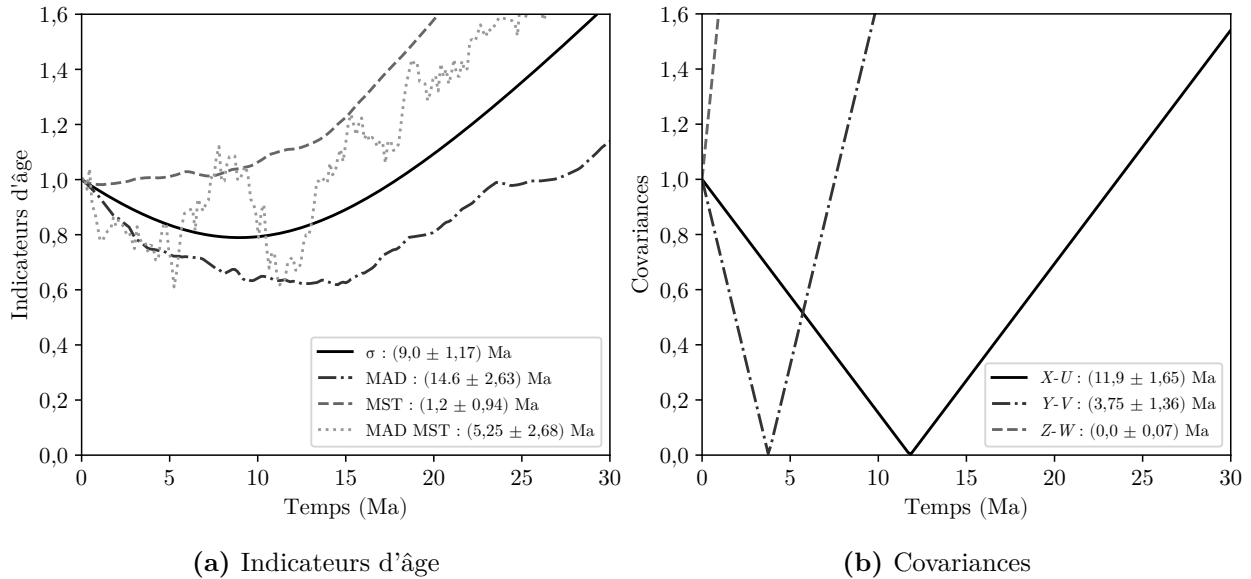 1,6
1,4
1,2
1,0
0,8
0,6
0,4
0,2
0,0
Indicateurs d'âge
0 5 10 15 20 25 30
Temps (Ma)
σ : (9,0 ± 1,17) Ma
MAD : (14.6 ± 2,63) Ma
MST : (1,2 ± 0,94) Ma
MAD MST : (5,25 ± 2,68) Ma
(a) Indicateurs d'âge
1,6
1,4
1,2
1,0
0,8
0,6
0,4
0,2
0,0
Covariances
0 5 10 15 20 25 30
Temps (Ma)
X-U : (11,9 ± 1,65) Ma
Y-V : (3,75 ± 1,36) Ma
Z-W : (0,0 ± 0,07) Ma
(b) Covariances